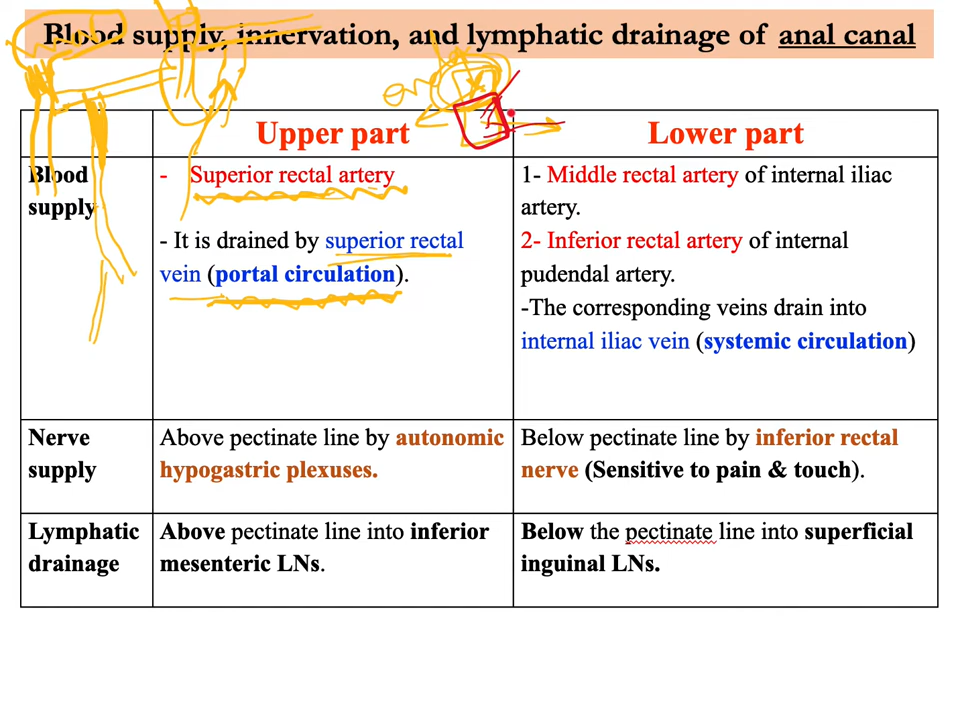 Blood supply, innervation, and lymphatic drainage of anal canal
Upper part
Lower part
Blood
supply
- Superior rectal artery
- It is drained by superior rectal
vein (portal circulation).
1- Middle rectal artery of internal iliac
artery.
2- Inferior rectal artery of internal
pudendal artery.
-The corresponding veins drain into
internal iliac vein (systemic circulation)
Nerve
supply
Above pectinate line by autonomic
hypogastric plexuses.
Below pectinate line by inferior rectal
nerve (Sensitive to pain & touch).
Lymphatic
drainage
Above pectinate line into inferior
mesenteric LNs.
Below the pectinate line into superficial
inguinal LNs.